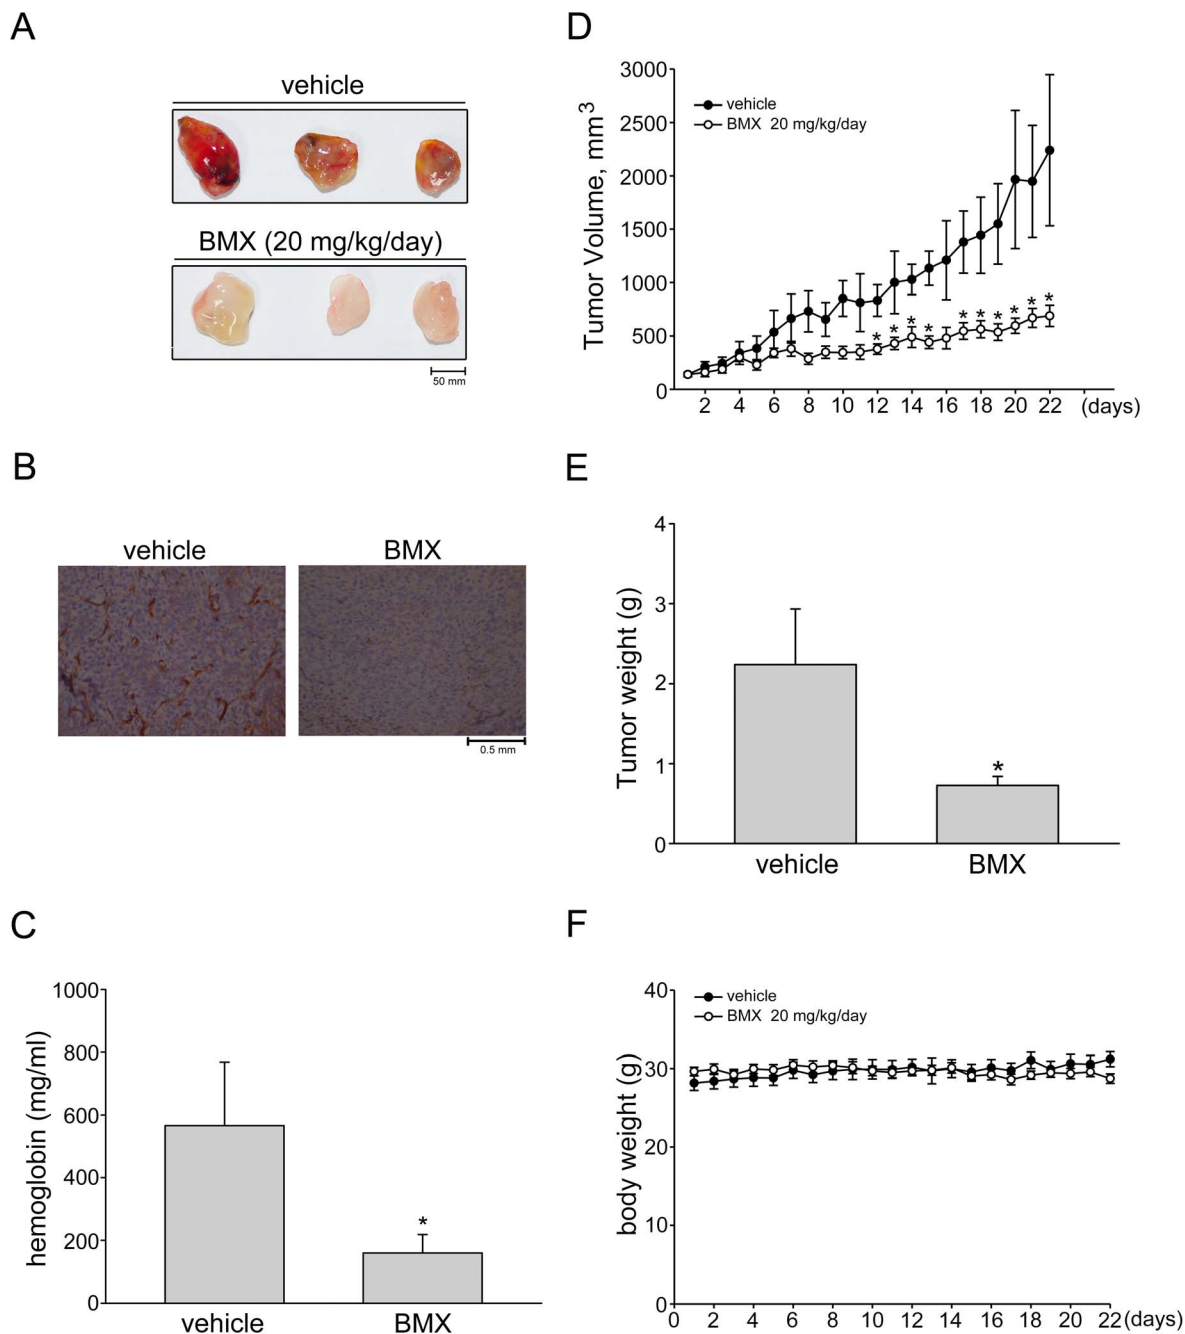 A
vehicle
BMX (20 mg/kg/day)
50 mm
B
vehicle BMX
0.5 mm
C
hemoglobin (mg/ml)
1000
800
600
400
200
0
*
vehicle BMX
D
Tumor Volume, mm3
3000
2500
2000
1500
1000
500
0
vehicle
BMX 20 mg/kg/day
* * * * * * * * * *
2 4 6 8 10 12 14 16 18 20 22 (days)
E
Tumor weight (g)
4
3
2
1
0
*
vehicle BMX
F
body weight (g)
40
30
20
10
0
vehicle
BMX 20 mg/kg/day
0 2 4 6 8 10 12 14 16 18 20 22 (days)